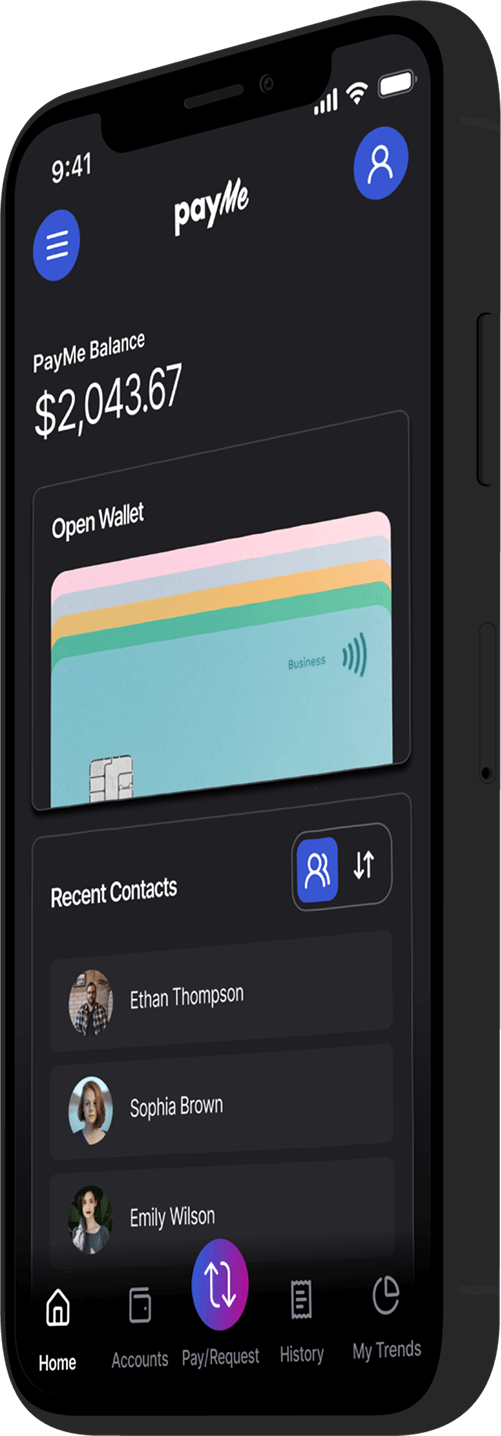 9:41
payMe
PayMe Balance
$2,043.67
Open Wallet
Business
Recent Contacts
Ethan Thompson
Sophia Brown
Emily Wilson
Home
Accounts
Pay/Request
History
My Trends